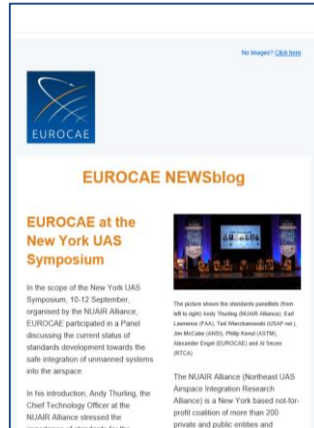 No images? Click here
EUROCAE
EUROCAE NEWSblog
EUROCAE at the
New York UAS
Symposium
In the scope of the New York UAS
Symposium, 10-12 September,
organised by the NUAIR Alliance,
EUROCAE participated in a Panel
discussing the current status of
standards development towards the
safe integration of unmanned systems
into the airspace.
In his introduction, Andy Thurling, the
Chief Technology Officer at the
NUAIR Alliance stressed the
importance of standards for the
The picture shows the standards panellists (from
left to right) Andy Thurling (NUAIR Alliance), Earl
Lawrence (FAA), Ted Wierzbanowski (USAF-ret.),
Jim McCabe (ANSI), Philip Kenul (ASTM),
Alexander Engel (EUROCAE) and Al Secen
(RTCA)
The NUAIR Alliance (Northeast UAS
Airspace Integration Research
Alliance) is a New York based not-for-
profit coalition of more than 200
private and public entities and